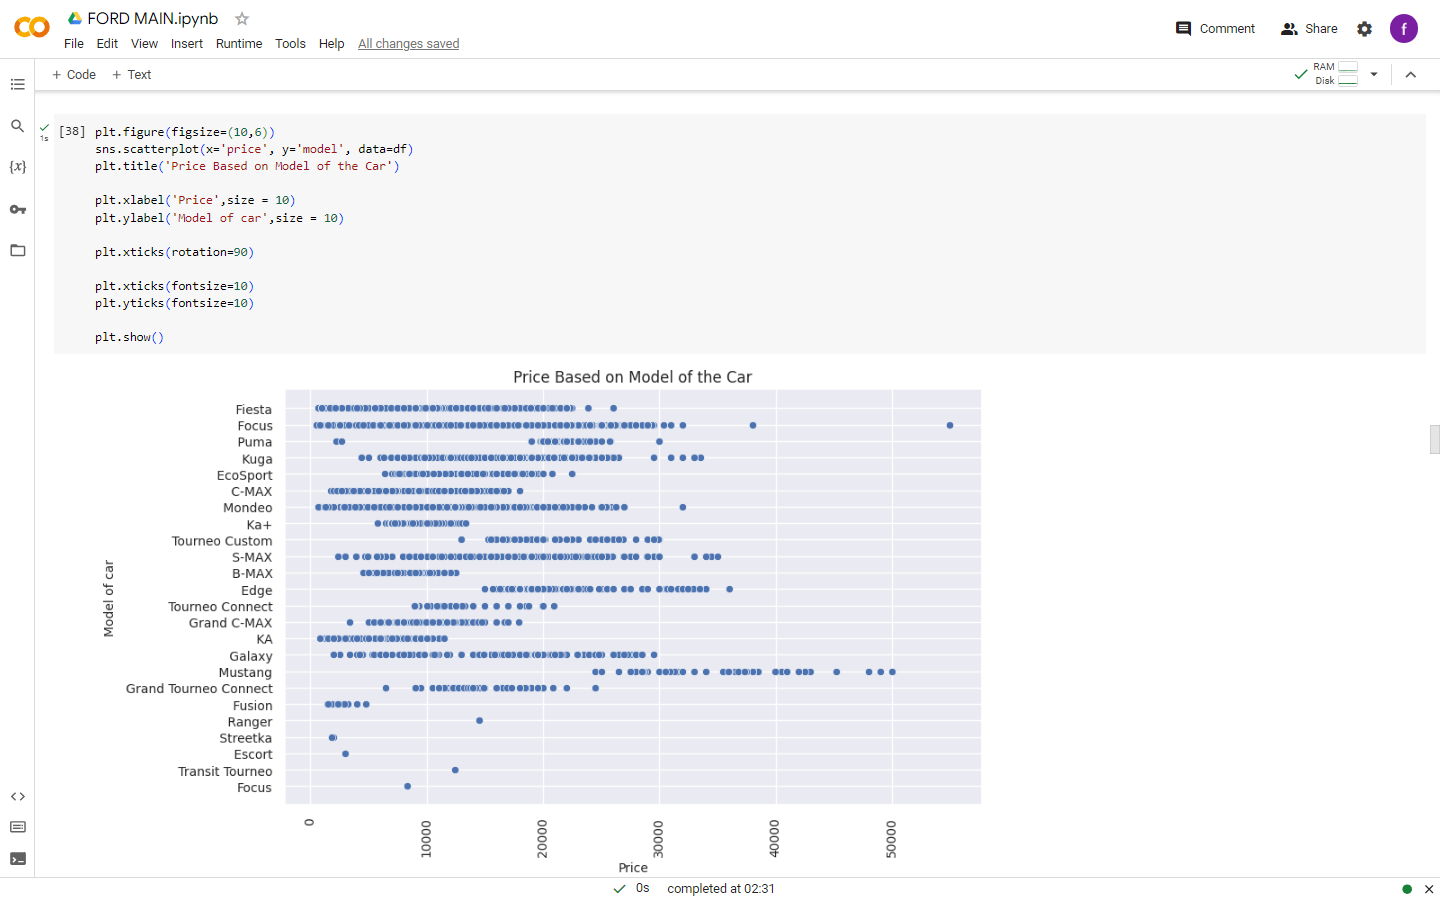 FORD MAIN.ipynb
Comment
Share
f
File Edit View Insert Runtime Tools Help All changes saved
+ Code + Text
RAM
Disk
1s
[38] plt.figure(figsize=(10,6))
sns.scatterplot(x='price', y='model', data=df)
plt.title('Price Based on Model of the Car')
plt.xlabel('Price',size = 10)
plt.ylabel('Model of car',size = 10)
plt.xticks(rotation=90)
plt.xticks(fontsize=10)
plt.yticks(fontsize=10)
plt.show()
{x}
Price Based on Model of the Car
Model of car
Fiesta
Focus
Puma
Kuga
EcoSport
C-MAX
Mondeo
Ka+
Tourneo Custom
S-MAX
B-MAX
Edge
Tourneo Connect
Grand C-MAX
KA
Galaxy
Mustang
Grand Tourneo Connect
Fusion
Ranger
Streetka
Escort
Transit Tourneo
Focus
0 10000 20000 30000 40000 50000
Price
0s completed at 02:31